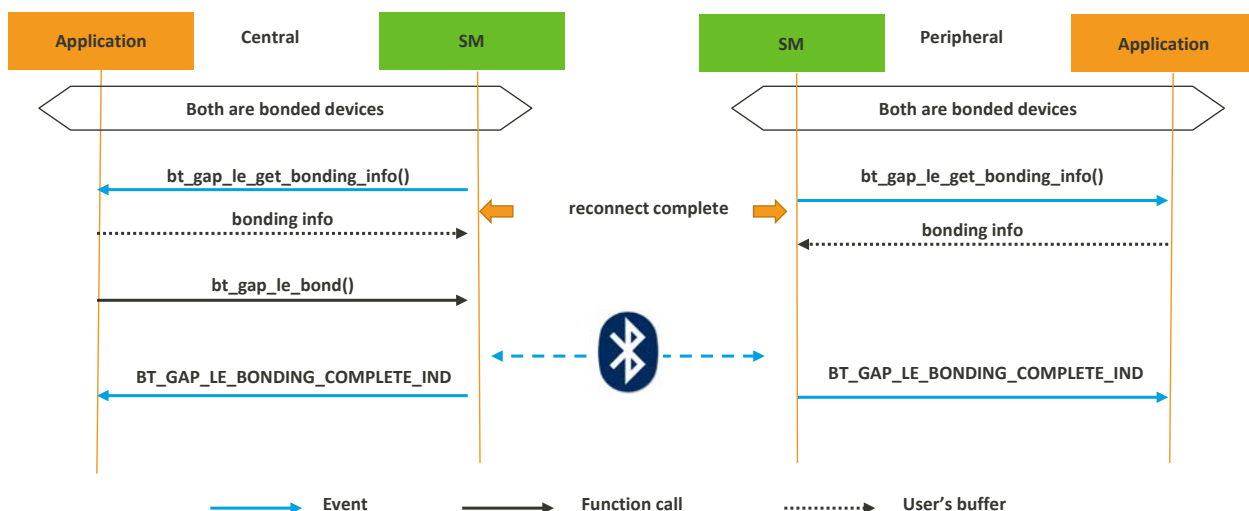 Application
Central
SM
SM
Peripheral
Application
Both are bonded devices
Both are bonded devices
bt_gap_le_get_bonding_info()
bt_gap_le_get_bonding_info()
reconnect complete
bonding info
bonding info
bt_gap_le_bond()
BT_GAP_LE_BONDING_COMPLETE_IND
BT_GAP_LE_BONDING_COMPLETE_IND
Event
Function call
User's buffer